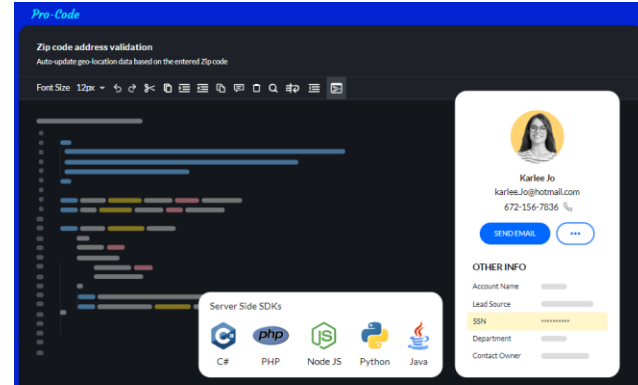 Pro-Code
Zip code address validation
Auto-update geo-location data based on the entered Zip code
Font Size 12px
Karlee Jo
karlee.Jo@hotmail.com
672-156-7836
SEND EMAIL
OTHER INFO
Account Name
Lead Source
SSN **********
Department
Contact Owner
Server Side SDKs
C
php
JS
C# PHP Node JS Python Java